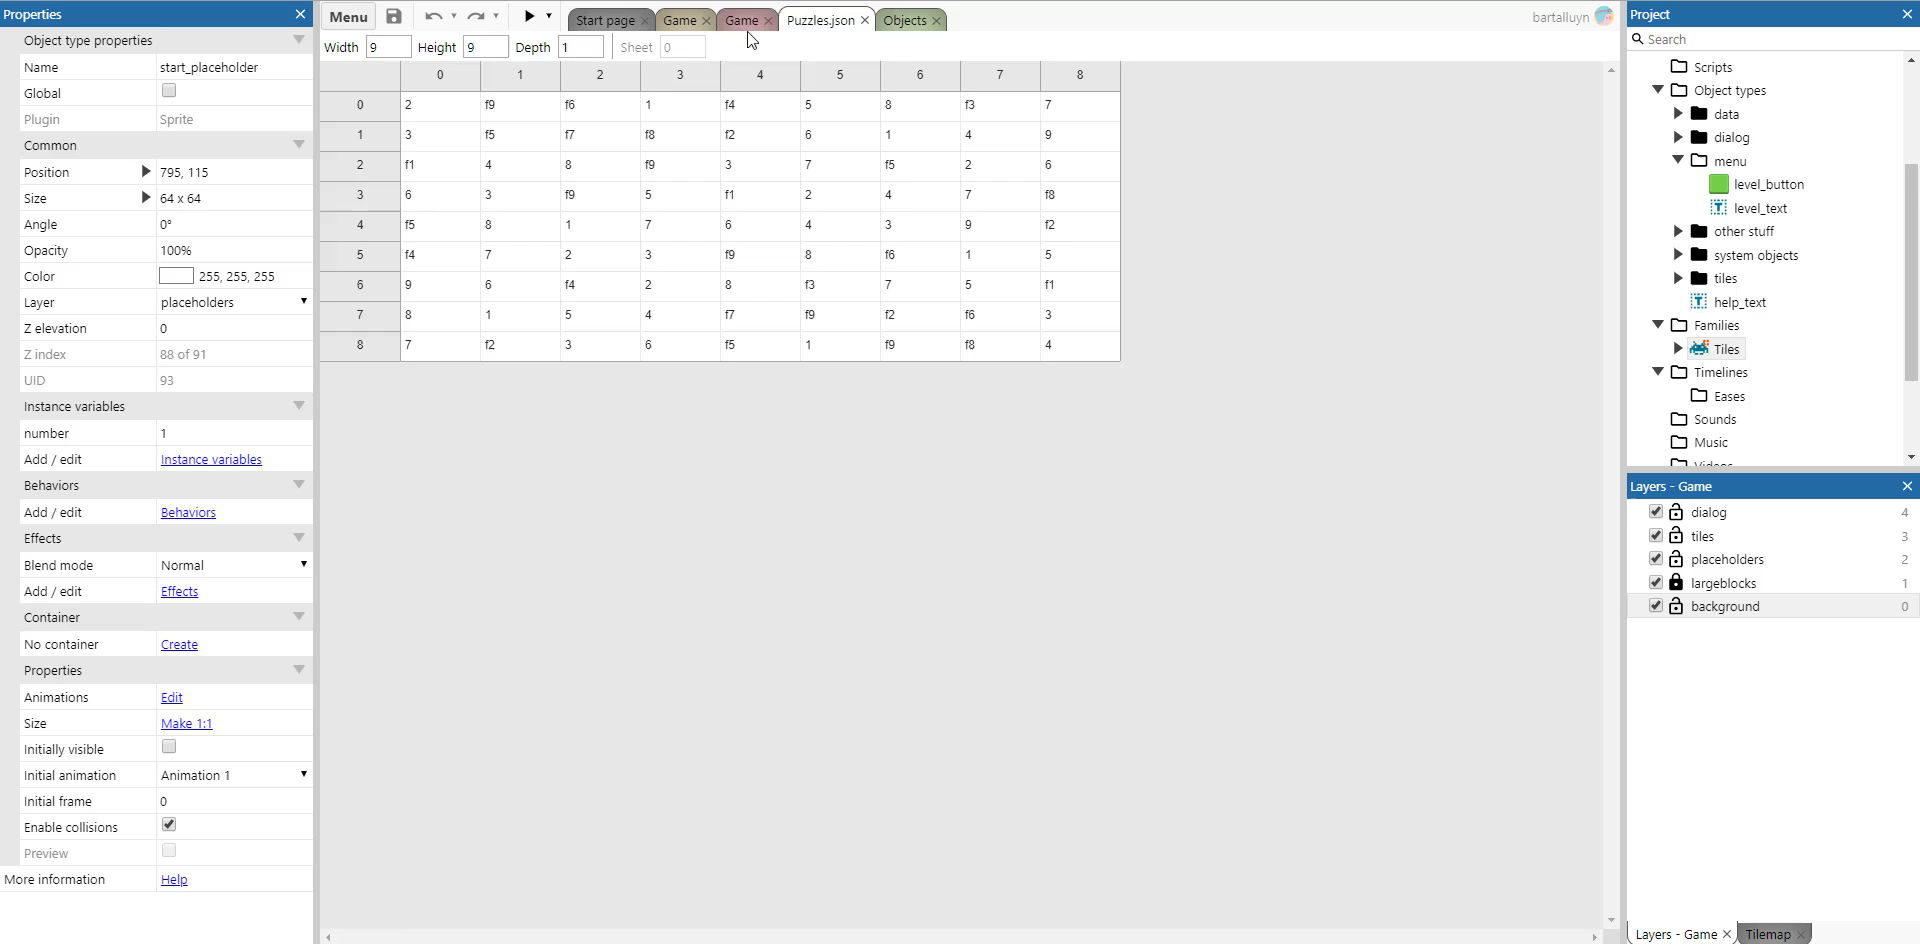 Properties
Object type properties
Name start_placeholder
Global
Plugin Sprite
Common
Position 795, 115
Size 64 x 64
Angle 0°
Opacity 100%
Color 255, 255, 255
Layer placeholders
Z elevation 0
Z index 88 of 91
UID 93
Instance variables
number 1
Add / edit Instance variables
Behaviors
Add / edit Behaviors
Effects
Blend mode Normal
Add / edit Effects
Container
No container Create
Properties
Animations Edit
Size Make 1:1
Initially visible
Initial animation Animation 1
Initial frame 0
Enable collisions
Preview
More information Help
Menu Start page Game Game Puzzles.json Objects bartalluyn
Width 9 Height 9 Depth 1 Sheet 0
0 1 2 3 4 5 6 7 8
0 2 f9 f6 1 f4 5 8 f3 7
1 3 f5 f7 f8 f2 6 1 4 9
2 f1 4 8 f9 3 7 f5 2 6
3 6 3 f9 5 f1 2 4 7 f8
4 f5 8 1 7 6 4 3 9 f2
5 f4 7 2 3 f9 8 f6 1 5
6 9 6 f4 2 8 f3 7 5 f1
7 8 1 5 4 f7 f9 f2 f6 3
8 7 f2 3 6 f5 1 f9 f8 4
Project
Search
Scripts
Object types
data
dialog
menu
level_button
level_text
other stuff
system objects
tiles
help_text
Families
Tiles
Timelines
Eases
Sounds
Music
Videos
Layers - Game
dialog 4
tiles 3
placeholders 2
largeblocks 1
background 0
Layers - Game Tilemap